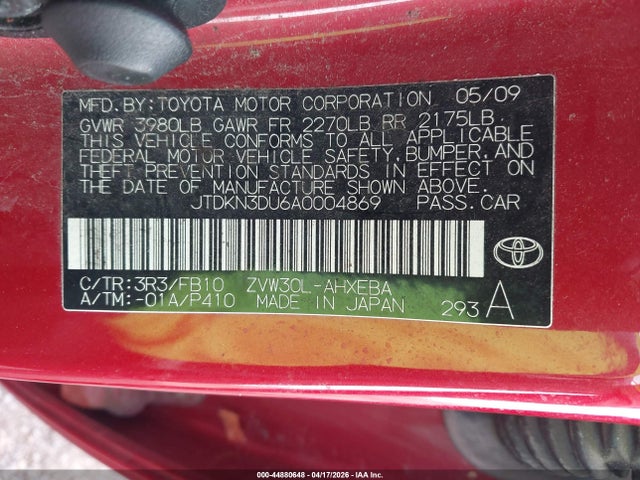 MFD.BY:TOYOTA MOTOR CORPORATION 05/09
GVWR 3980LB GAWR FR 2270LB RR 2175LB
THIS VEHICLE CONFORMS TO ALL APPLICABLE
FEDERAL MOTOR VEHICLE SAFETY,BUMPER,AND
THEFT PREVENTION STANDARDS IN EFFECT ON
THE DATE OF MANUFACTURE SHOWN ABOVE.
JTDKN3DU6A0004869 PASS.CAR
C/TR:3R3/FB10 ZVW30L-AHXEBA
A/TM:-01A/P410 MADE IN JAPAN 293 A
000-44880648 - 04/17/2026 - IAA Inc.